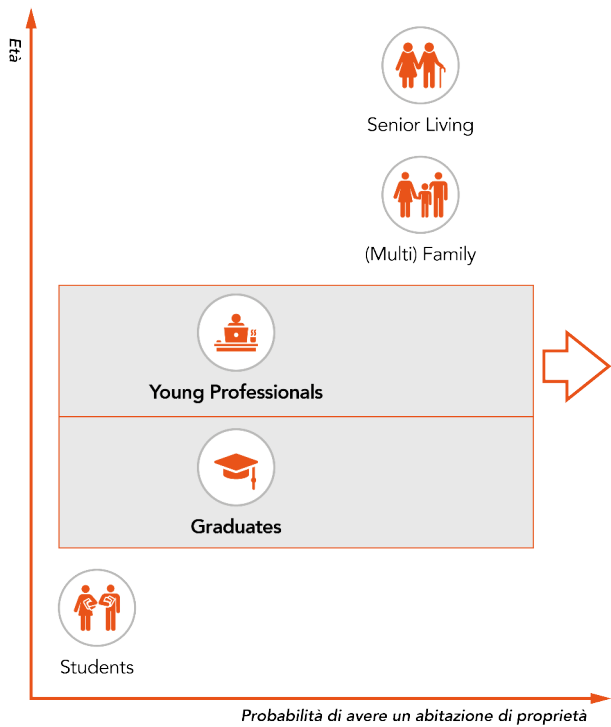 Età
Senior Living
(Multi) Family
Young Professionals
Graduates
Students
Probabilità di avere un abitazione di proprietà